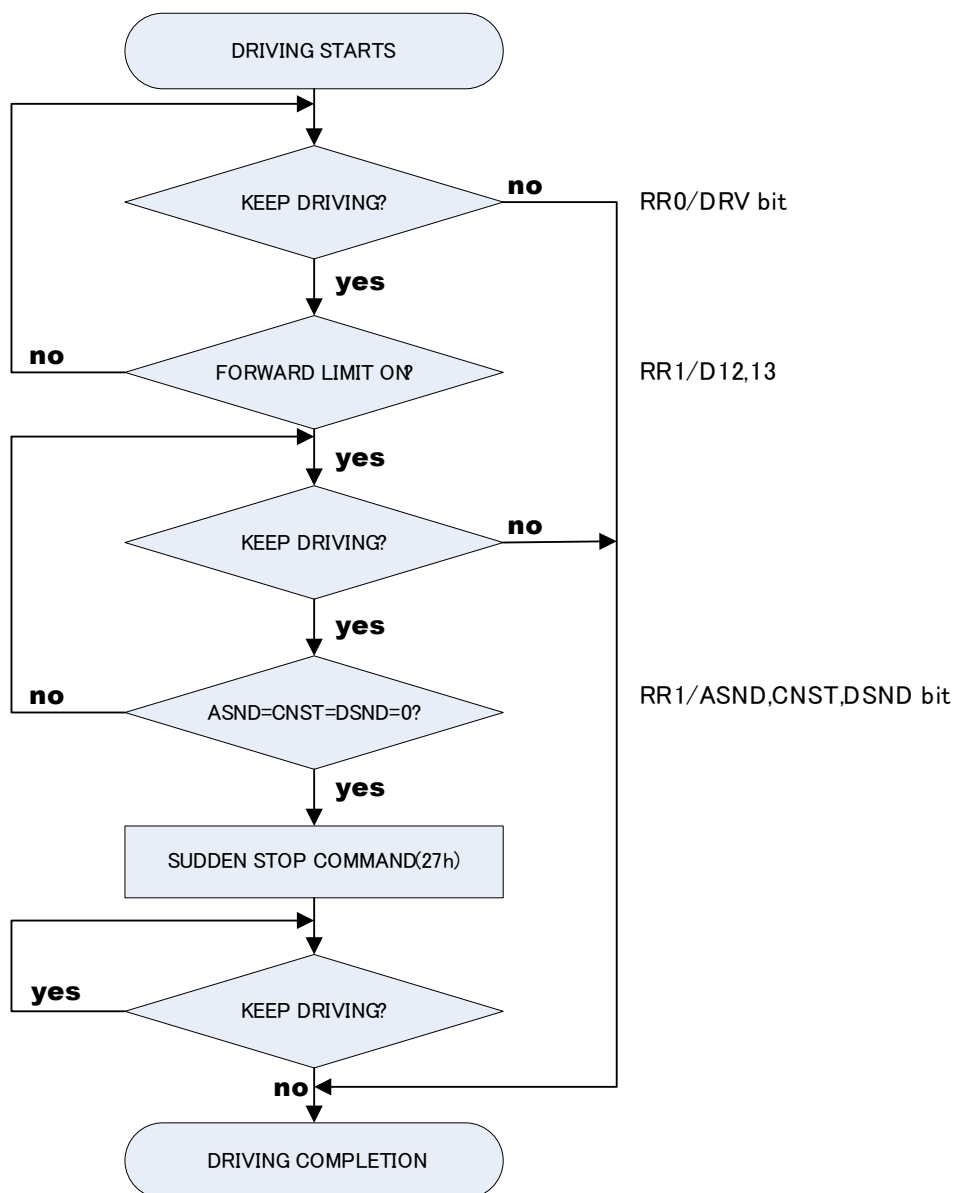 DRIVING STARTS
KEEP DRIVING?
no
RR0/DRV bit
yes
no
FORWARD LIMIT ON?
RR1/D12,13
yes
KEEP DRIVING?
no
yes
no
ASND=CNST=DSND=0?
RR1/ASND,CNST,DSND bit
yes
SUDDEN STOP COMMAND(27h)
yes
KEEP DRIVING?
no
DRIVING COMPLETION